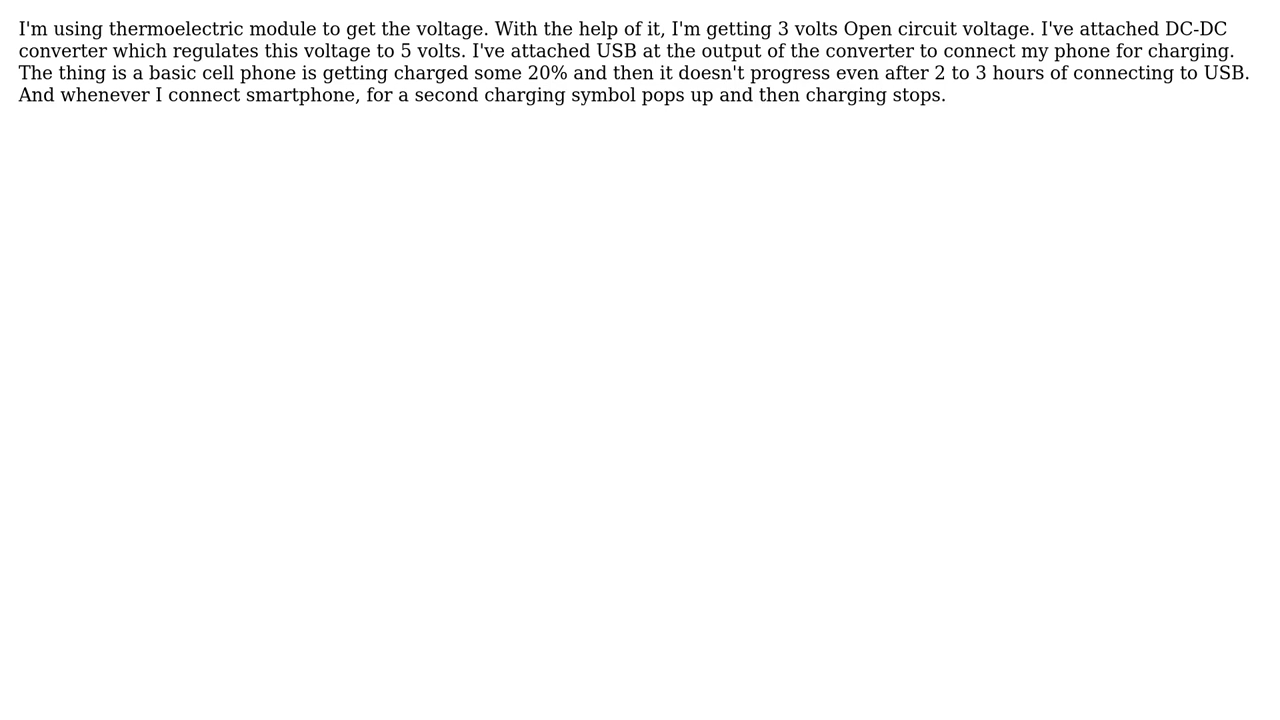 I'm using thermoelectric module to get the voltage. With the help of it, I'm getting 3 volts Open circuit voltage. I've attached DC-DC
converter which regulates this voltage to 5 volts. I've attached USB at the output of the converter to connect my phone for charging.
The thing is a basic cell phone is getting charged some 20% and then it doesn't progress even after 2 to 3 hours of connecting to USB.
And whenever I connect smartphone, for a second charging symbol pops up and then charging stops.